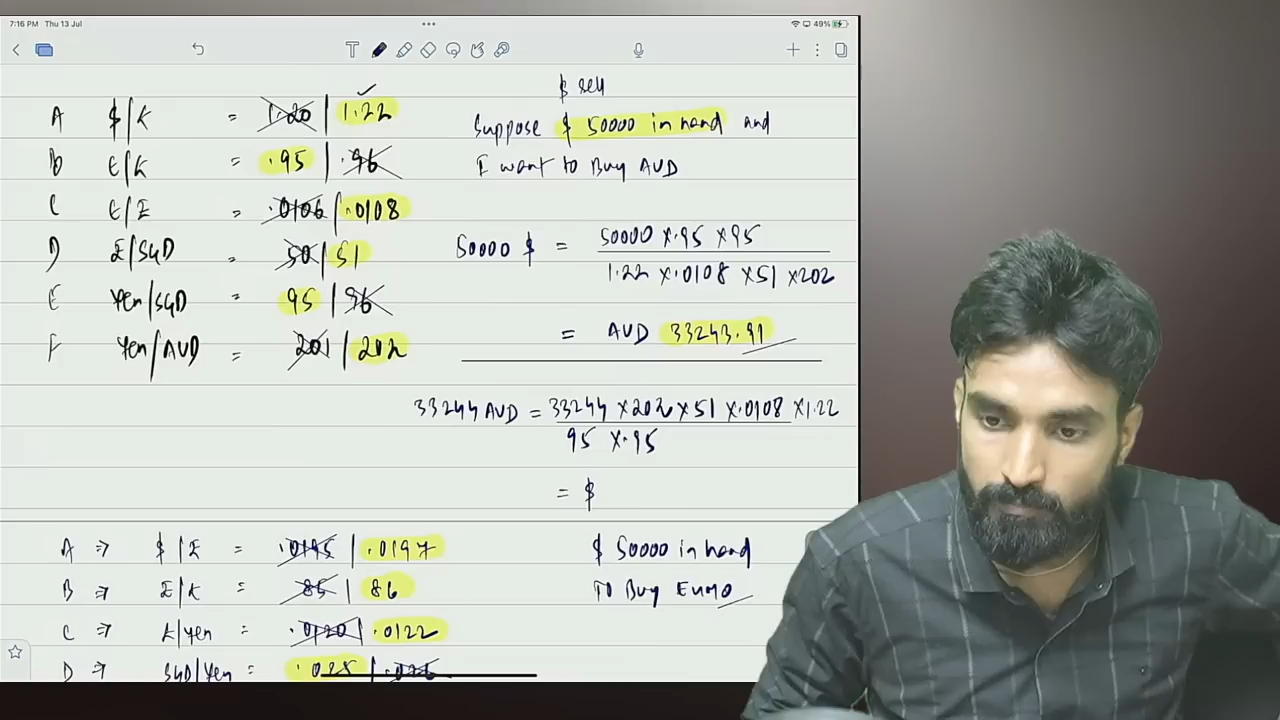 7:16 PM Thu 13 Jul
49%
T
$ sell
A $/K = 1.20 | 1.22
Suppose $ 50000 in hand and
B €/K = .95 | .96
I want to Buy AUD
C €/Σ = .0106 | .0108
50000 $ = 50000 x .95 x 95
1.22 x .0108 x 51 x 202
D Σ/SGD = 50 | 51
E Yen/SGD = 95 | 96
= AUD 33243.91
F Yen/AUD = 201 | 202
33244 AUD = 33244 x 202 x 51 x .0108 x 1.22
95 x .95
= $
A ⇒ $/Σ = .0195 | .0197
$ 50000 in hand
B ⇒ Σ/K = 85 | 86
To Buy Euro
C ⇒ K/Yen = .0120 | .0122
D ⇒ SGD/Yen = .025 | .026